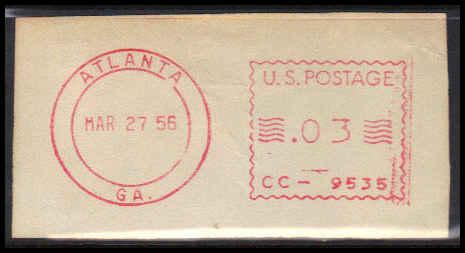 ATLANTA
MAR 27 56
GA.
U.S. POSTAGE
.03
CC- 9535